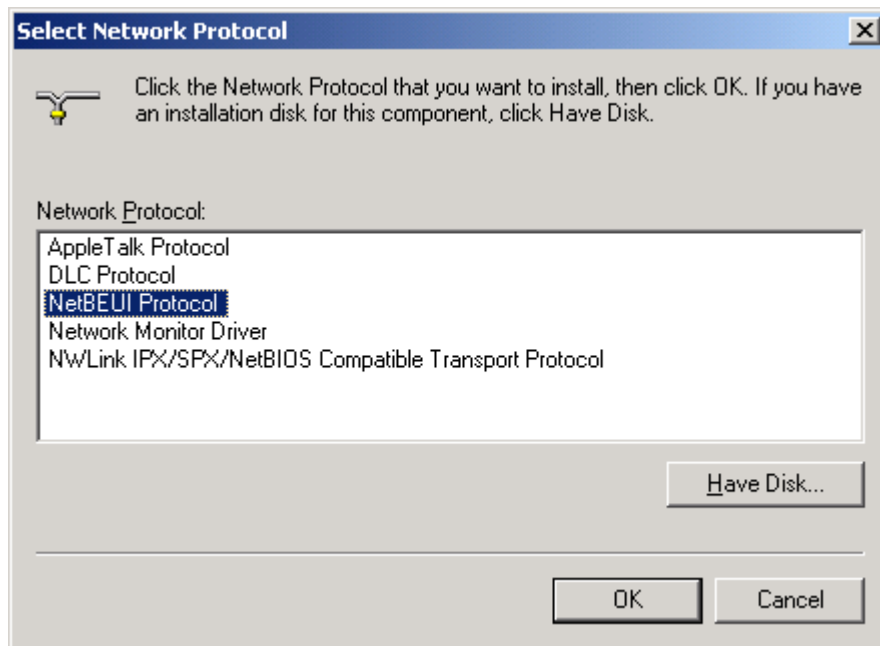 Select Network Protocol
Click the Network Protocol that you want to install, then click OK. If you have
an installation disk for this component, click Have Disk.
Network Protocol:
AppleTalk Protocol
DLC Protocol
NetBEUI Protocol
Network Monitor Driver
NWLink IPX/SPX/NetBIOS Compatible Transport Protocol
Have Disk...
OK
Cancel